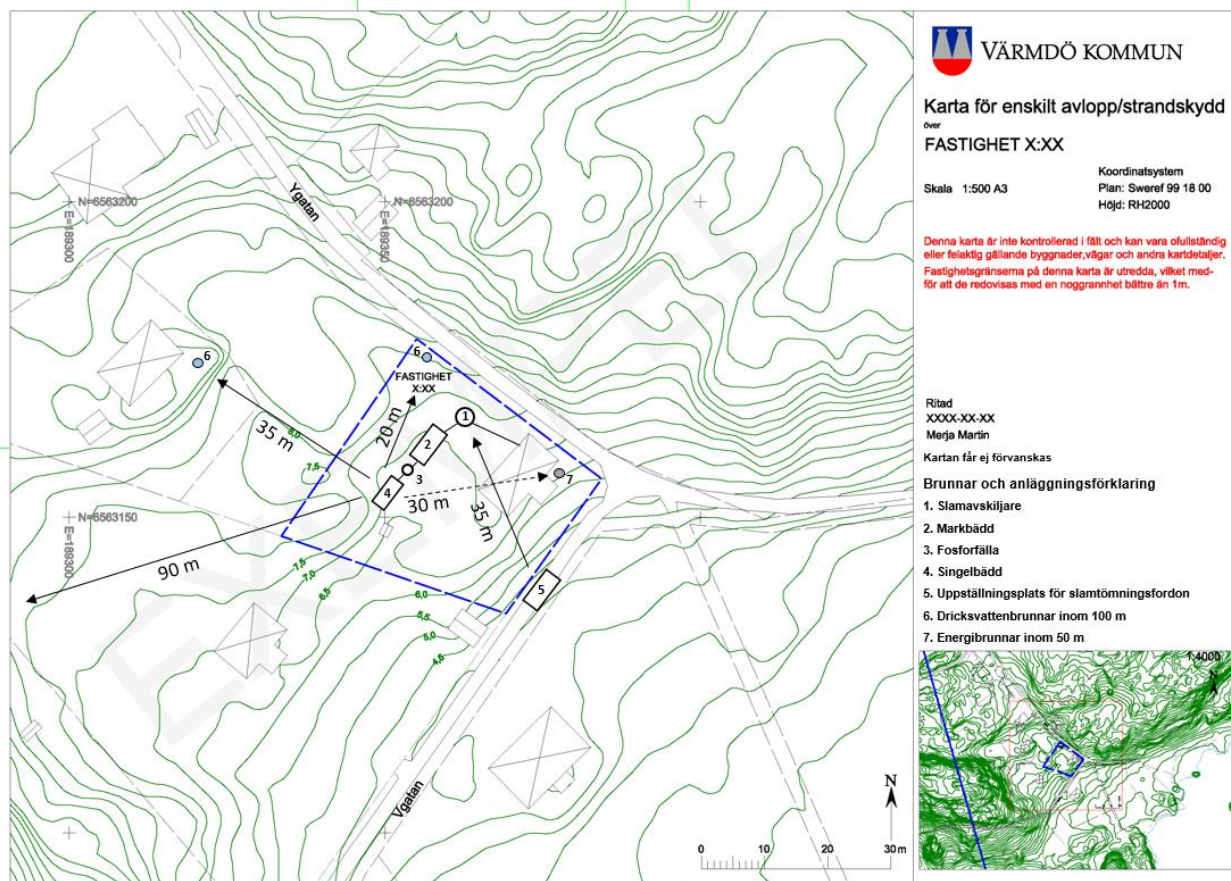 VÄRMDÖ KOMMUN
Karta för enskilt avlopp/strandskydd
över
FASTIGHET X:XX
Koordinatsystem
Skala 1:500 A3
Plan: Sweref 99 18 00
Höjd: RH2000
Denna karta är inte kontrollerad i fält och kan vara ofullständig
eller felaktig gällande byggnader,vägar och andra kartdetaljer.
Fastighetsgränserna på denna karta är utredda, vilket med-
för att de redovisas med en noggrannhet bättre än 1m.
Ritad
XXXX-XX-XX
Merja Martin
Kartan får ej förvanskas
Brunnar och anläggningsförklaring
1. Slamavskiljare
2. Markbädd
3. Fosforfälla
4. Singelbädd
5. Uppställningsplats för slamtömningsfordon
6. Dricksvattenbrunnar inom 100 m
7. Energibrunnar inom 50 m
1:4000
N
Ygatan
N=6563200
E=189300
N=6563200
E=189350
6
6
FASTIGHET
X:XX
1
20 m
35 m
6,0
7,5
2
3
4
7
30 m
35 m
N=6563150
E=189300
90 m
7,5
7,0
6,5
6,0
5,5
5,0
4,5
5
Vgatan
N
0 10 20 30m
EXEMPEL